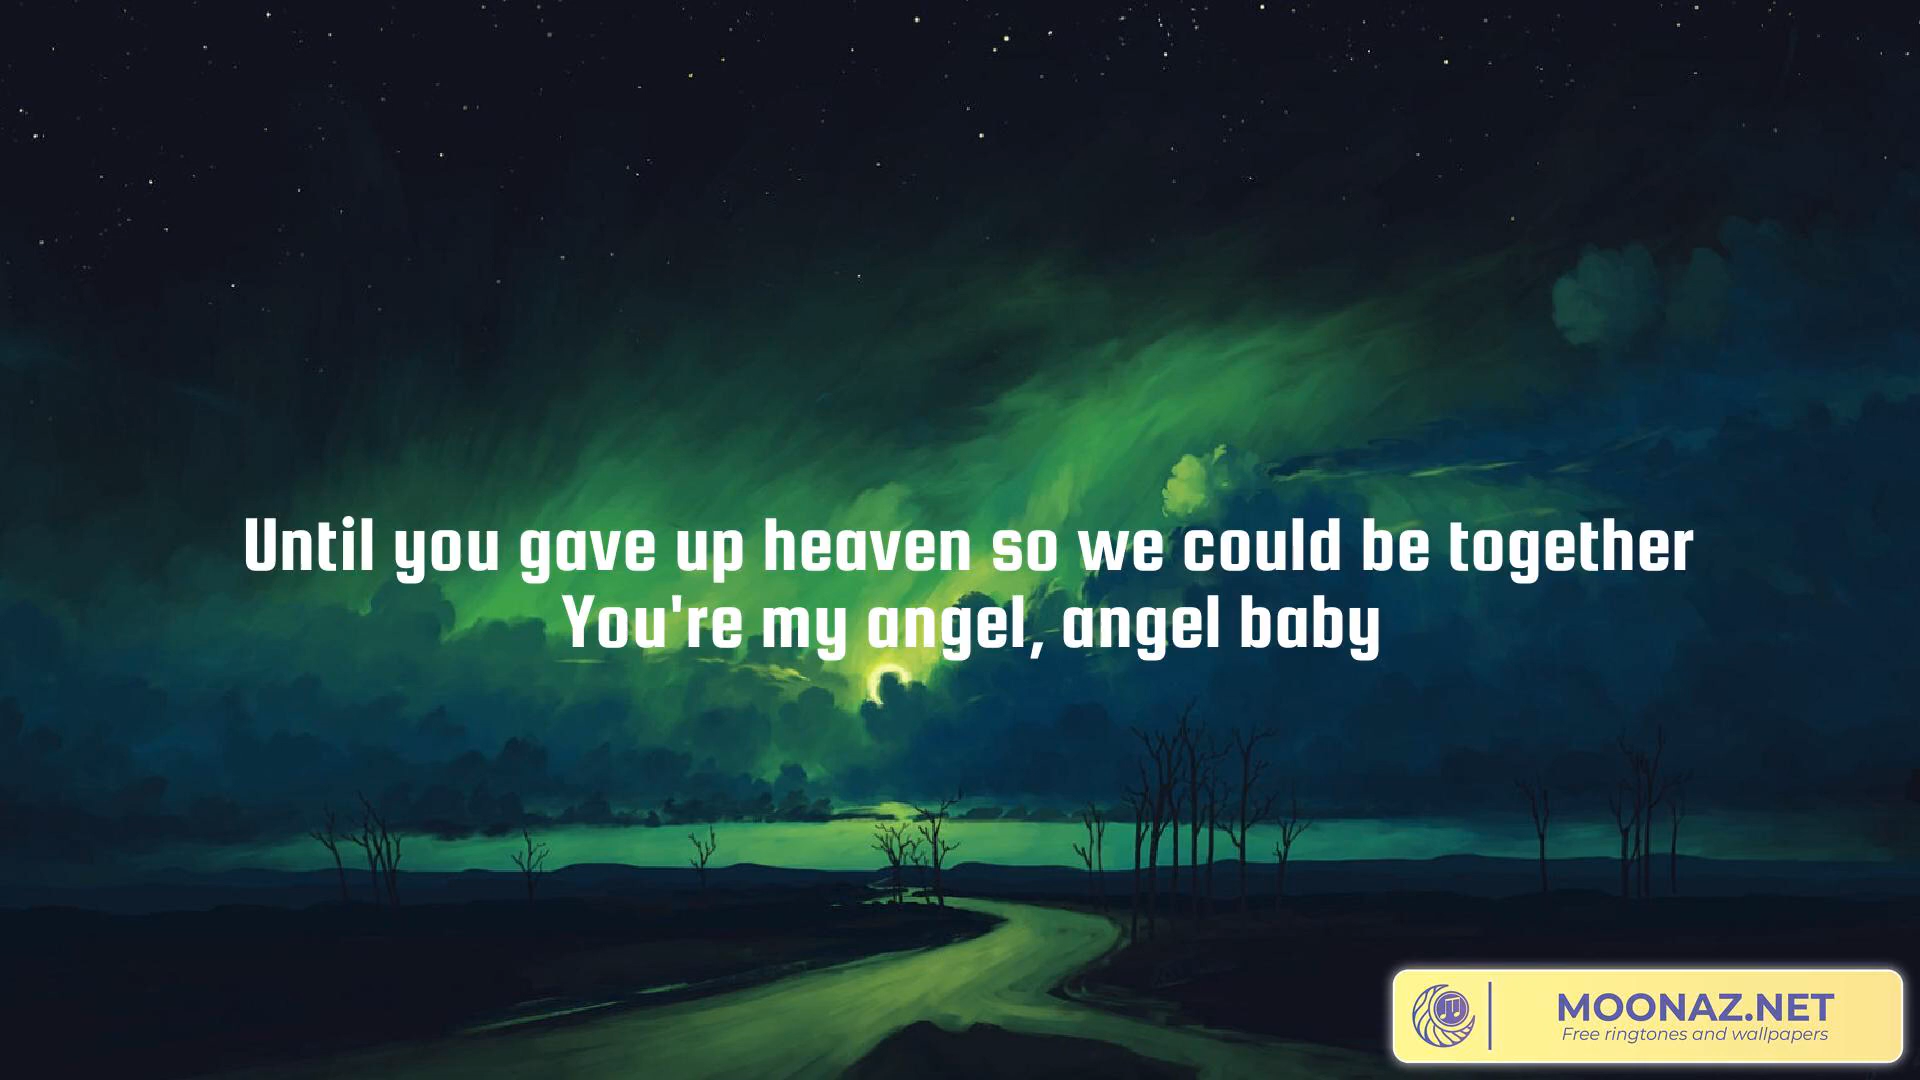 Until you gave up heaven so we could be together
You're my angel, angel baby
MOONAZ.NET
Free ringtones and wallpapers